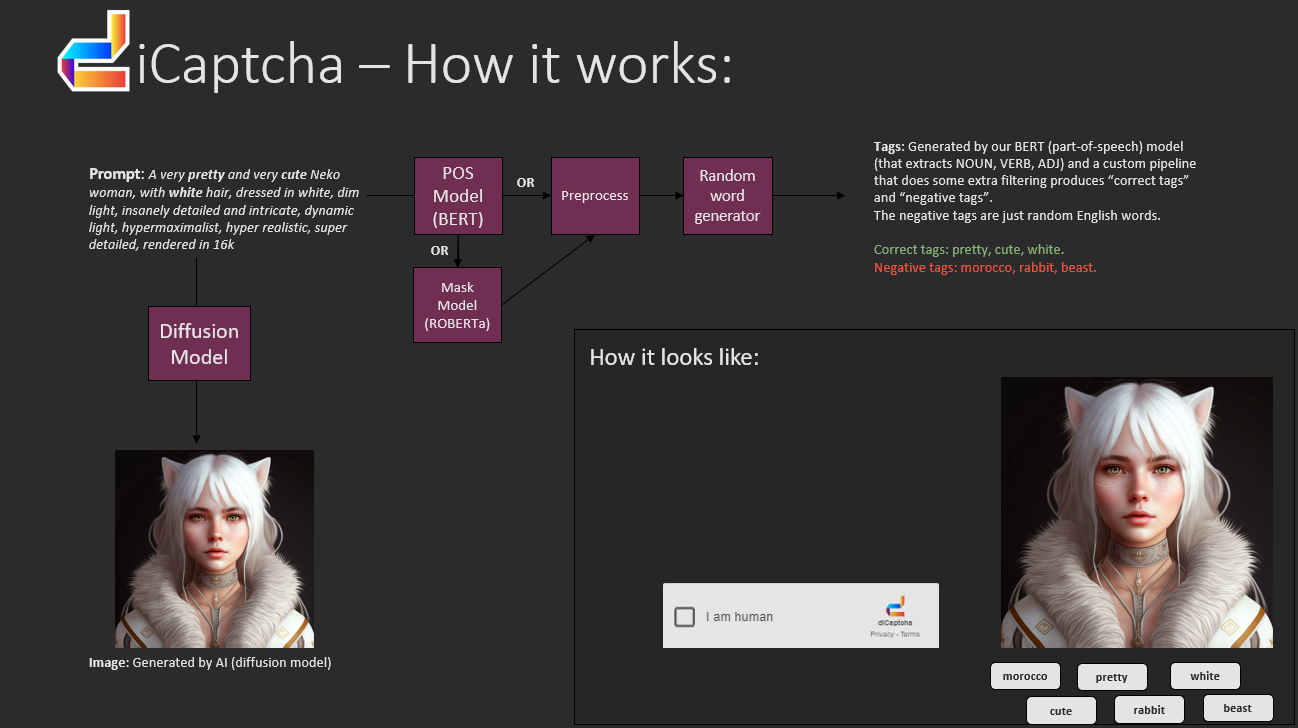 diCaptcha – How it works:
Prompt: A very pretty and very cute Neko
woman, with white hair, dressed in white, dim
light, insanely detailed and intricate, dynamic
light, hypermaximalist, hyper realistic, super
detailed, rendered in 16k
POS
Model
(BERT)
OR
Preprocess
Random
word
generator
OR
Mask
Model
(ROBERTa)
Tags: Generated by our BERT (part-of-speech) model
(that extracts NOUN, VERB, ADJ) and a custom pipeline
that does some extra filtering produces “correct tags”
and “negative tags”.
The negative tags are just random English words.
Correct tags: pretty, cute, white.
Negative tags: morocco, rabbit, beast.
Diffusion
Model
Image: Generated by AI (diffusion model)
How it looks like:
I am human
diCaptcha
Privacy - Terms
morocco
pretty
white
cute
rabbit
beast